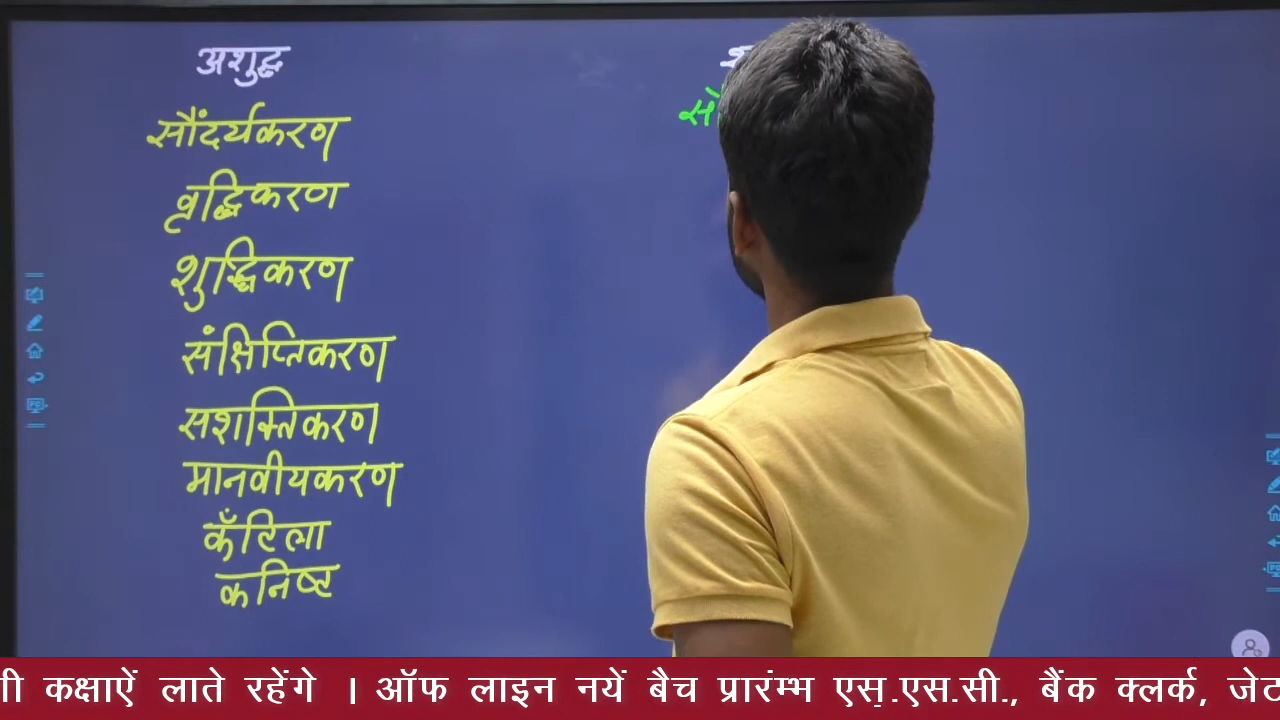 अशुद्ध
सौंदर्यकरण
वृद्धिकरण
शुद्धिकरण
संक्षिप्तिकरण
सशक्तिकरण
मानवीयकरण
कँटिला
कनिष्ट
कक्षाऐं लाते रहेंगे । ऑफ लाइन नयें बैच प्रारंम्भ एस्.एस.सी., बैंक क्लर्क,